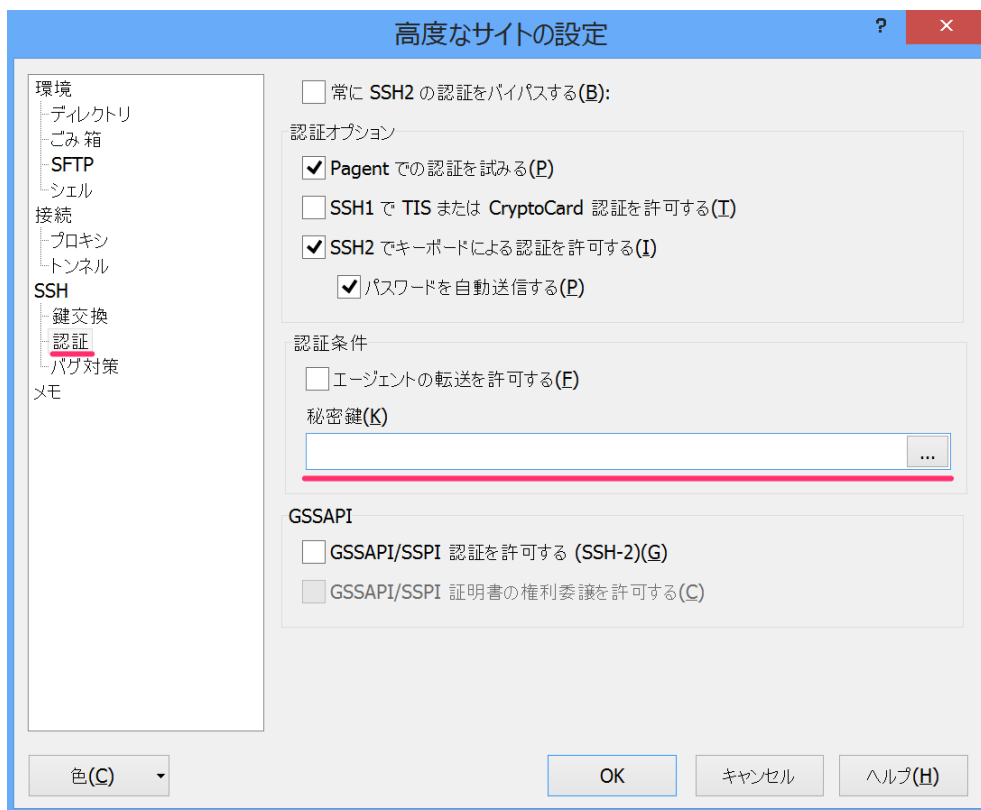 高度なサイトの設定
?
×
環境
ディレクトリ
ごみ箱
SFTP
シェル
接続
プロキシ
トンネル
SSH
鍵交換
認証
バグ対策
メモ
常に SSH2 の認証をバイパスする(B):
認証オプション
Pagent での認証を試みる(P)
SSH1 で TIS または CryptoCard 認証を許可する(T)
SSH2 でキーボードによる認証を許可する(I)
パスワードを自動送信する(P)
認証条件
エージェントの転送を許可する(F)
秘密鍵(K)
...
GSSAPI
GSSAPI/SSPI 認証を許可する (SSH-2)(G)
GSSAPI/SSPI 証明書の権利委譲を許可する(C)
色(C)
OK
キャンセル
ヘルプ(H)